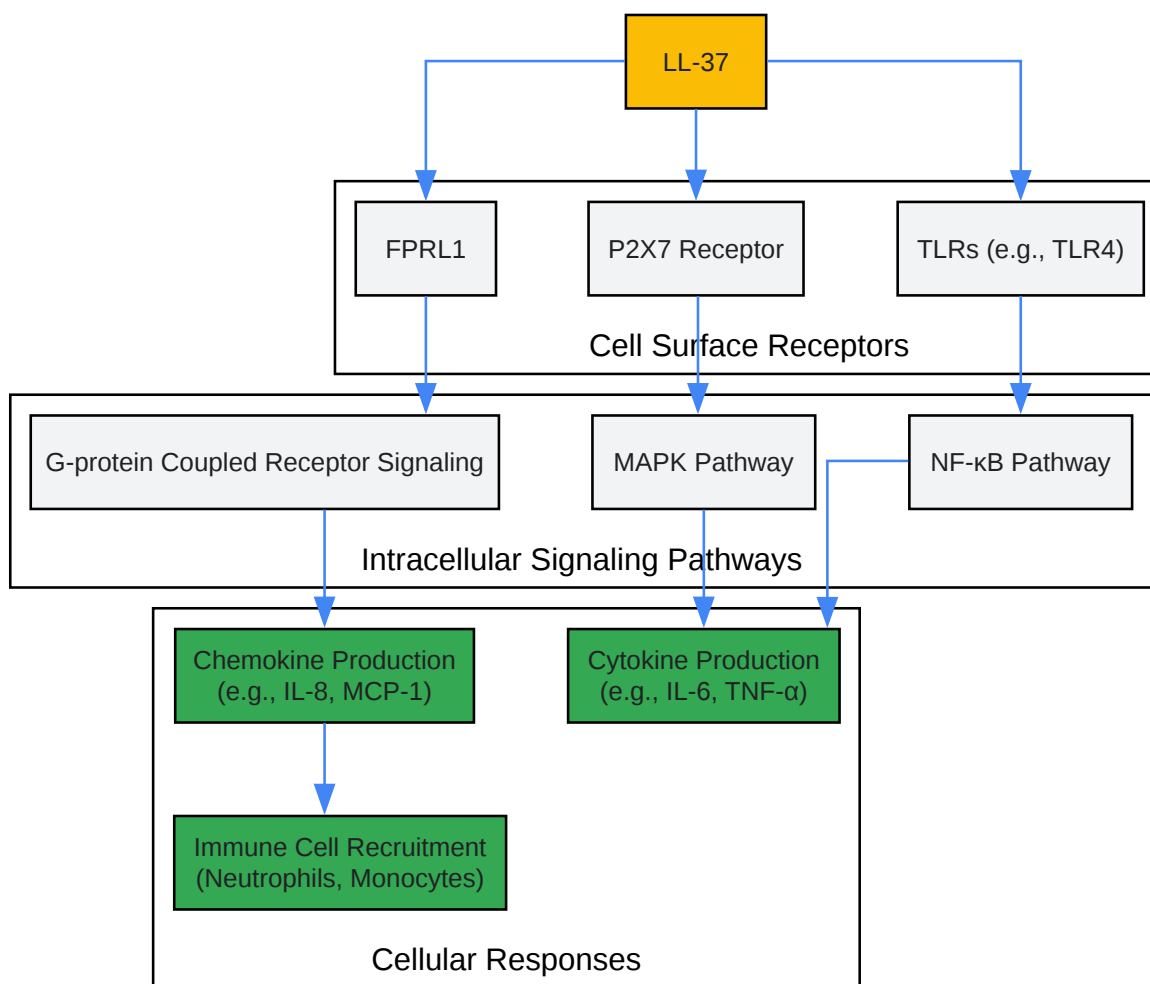 LL-37
FPRL1
P2X7 Receptor
TLRs (e.g., TLR4)
Cell Surface Receptors
G-protein Coupled Receptor Signaling
MAPK Pathway
NF-κB Pathway
Intracellular Signaling Pathways
Chemokine Production
(e.g., IL-8, MCP-1)
Cytokine Production
(e.g., IL-6, TNF-α)
Immune Cell Recruitment
(Neutrophils, Monocytes)
Cellular Responses